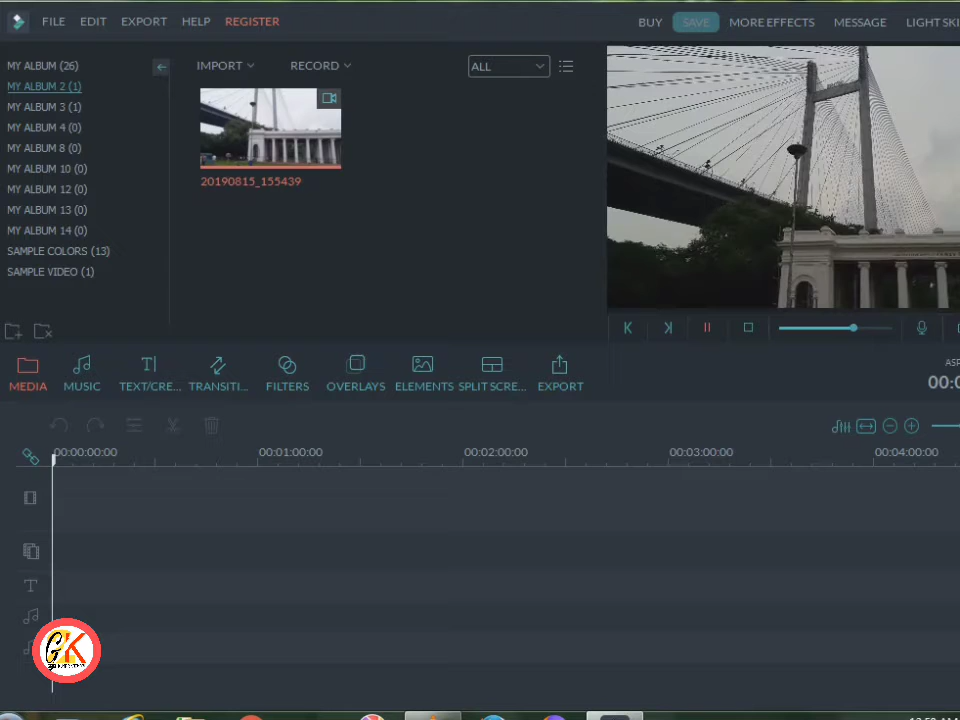 FILE EDIT EXPORT HELP REGISTER BUY SAVE MORE EFFECTS MESSAGE LIGHT SKI
MY ALBUM (26)
MY ALBUM 2 (1)
MY ALBUM 3 (1)
MY ALBUM 4 (0)
MY ALBUM 8 (0)
MY ALBUM 10 (0)
MY ALBUM 12 (0)
MY ALBUM 13 (0)
MY ALBUM 14 (0)
SAMPLE COLORS (13)
SAMPLE VIDEO (1)
IMPORT RECORD ALL
20190815_155439
MEDIA MUSIC TEXT/CRE... TRANSITI... FILTERS OVERLAYS ELEMENTS SPLIT SCRE... EXPORT
ASP
00:0
00:00:00:00 00:01:00:00 00:02:00:00 00:03:00:00 00:04:00:00
GK